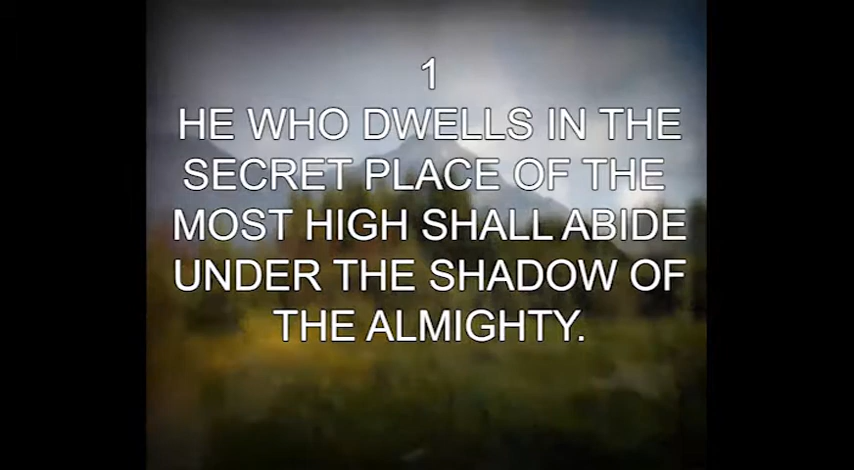 1
HE WHO DWELLS IN THE
SECRET PLACE OF THE
MOST HIGH SHALL ABIDE
UNDER THE SHADOW OF
THE ALMIGHTY.